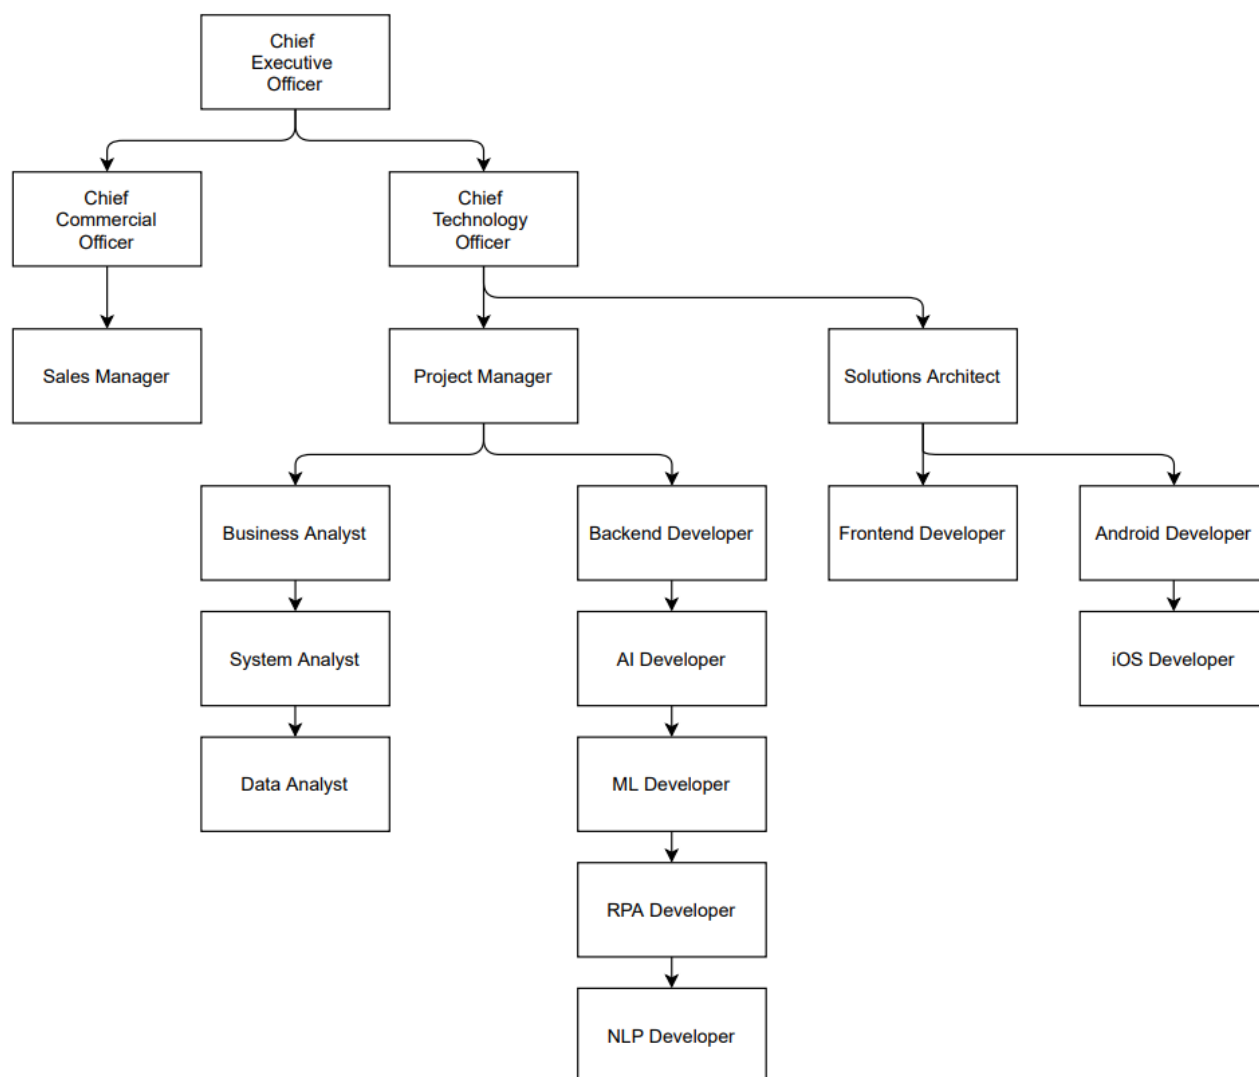 Chief
Executive
Officer
Chief
Commercial
Officer
Chief
Technology
Officer
Sales Manager
Project Manager
Solutions Architect
Business Analyst
Backend Developer
Frontend Developer
Android Developer
System Analyst
AI Developer
iOS Developer
Data Analyst
ML Developer
RPA Developer
NLP Developer